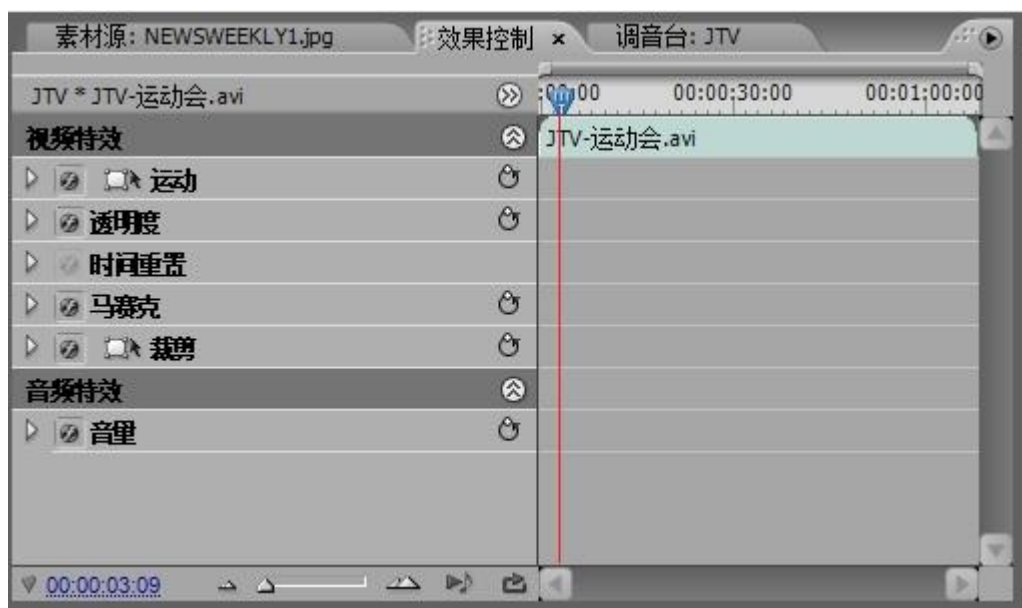 素材源: NEWSWEEKLY1.jpg 效果控制 × 调音台: JTV
JTV * JTV-运动会.avi
:00:00 00:00:30:00 00:01:00:00
视频特效
JTV-运动会.avi
运动
透明度
时间重置
马赛克
裁剪
音频特效
音量
00:00:03:09